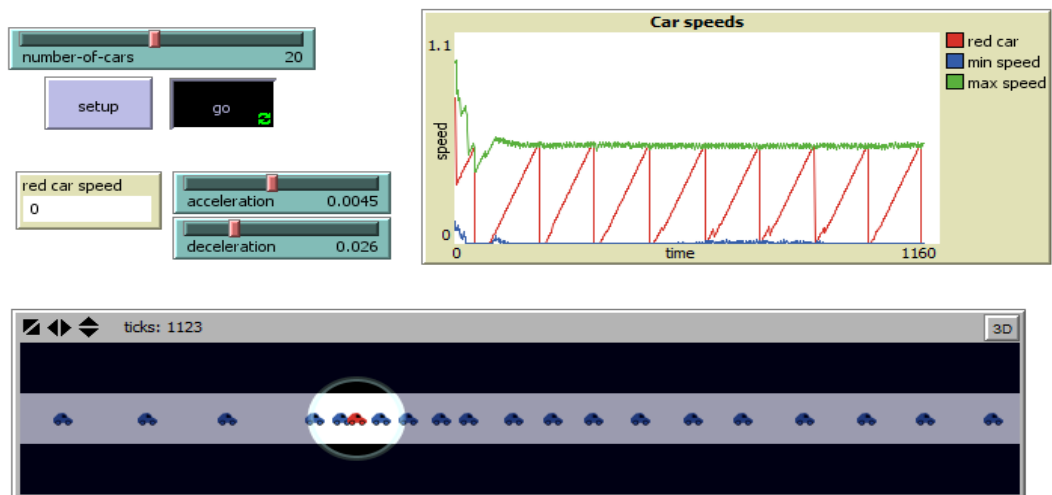 number-of-cars 20
setup
go
red car speed
0
acceleration 0.0045
deceleration 0.026
Car speeds
1.1
speed
0
0
time
1160
red car
min speed
max speed
ticks: 1123
3D